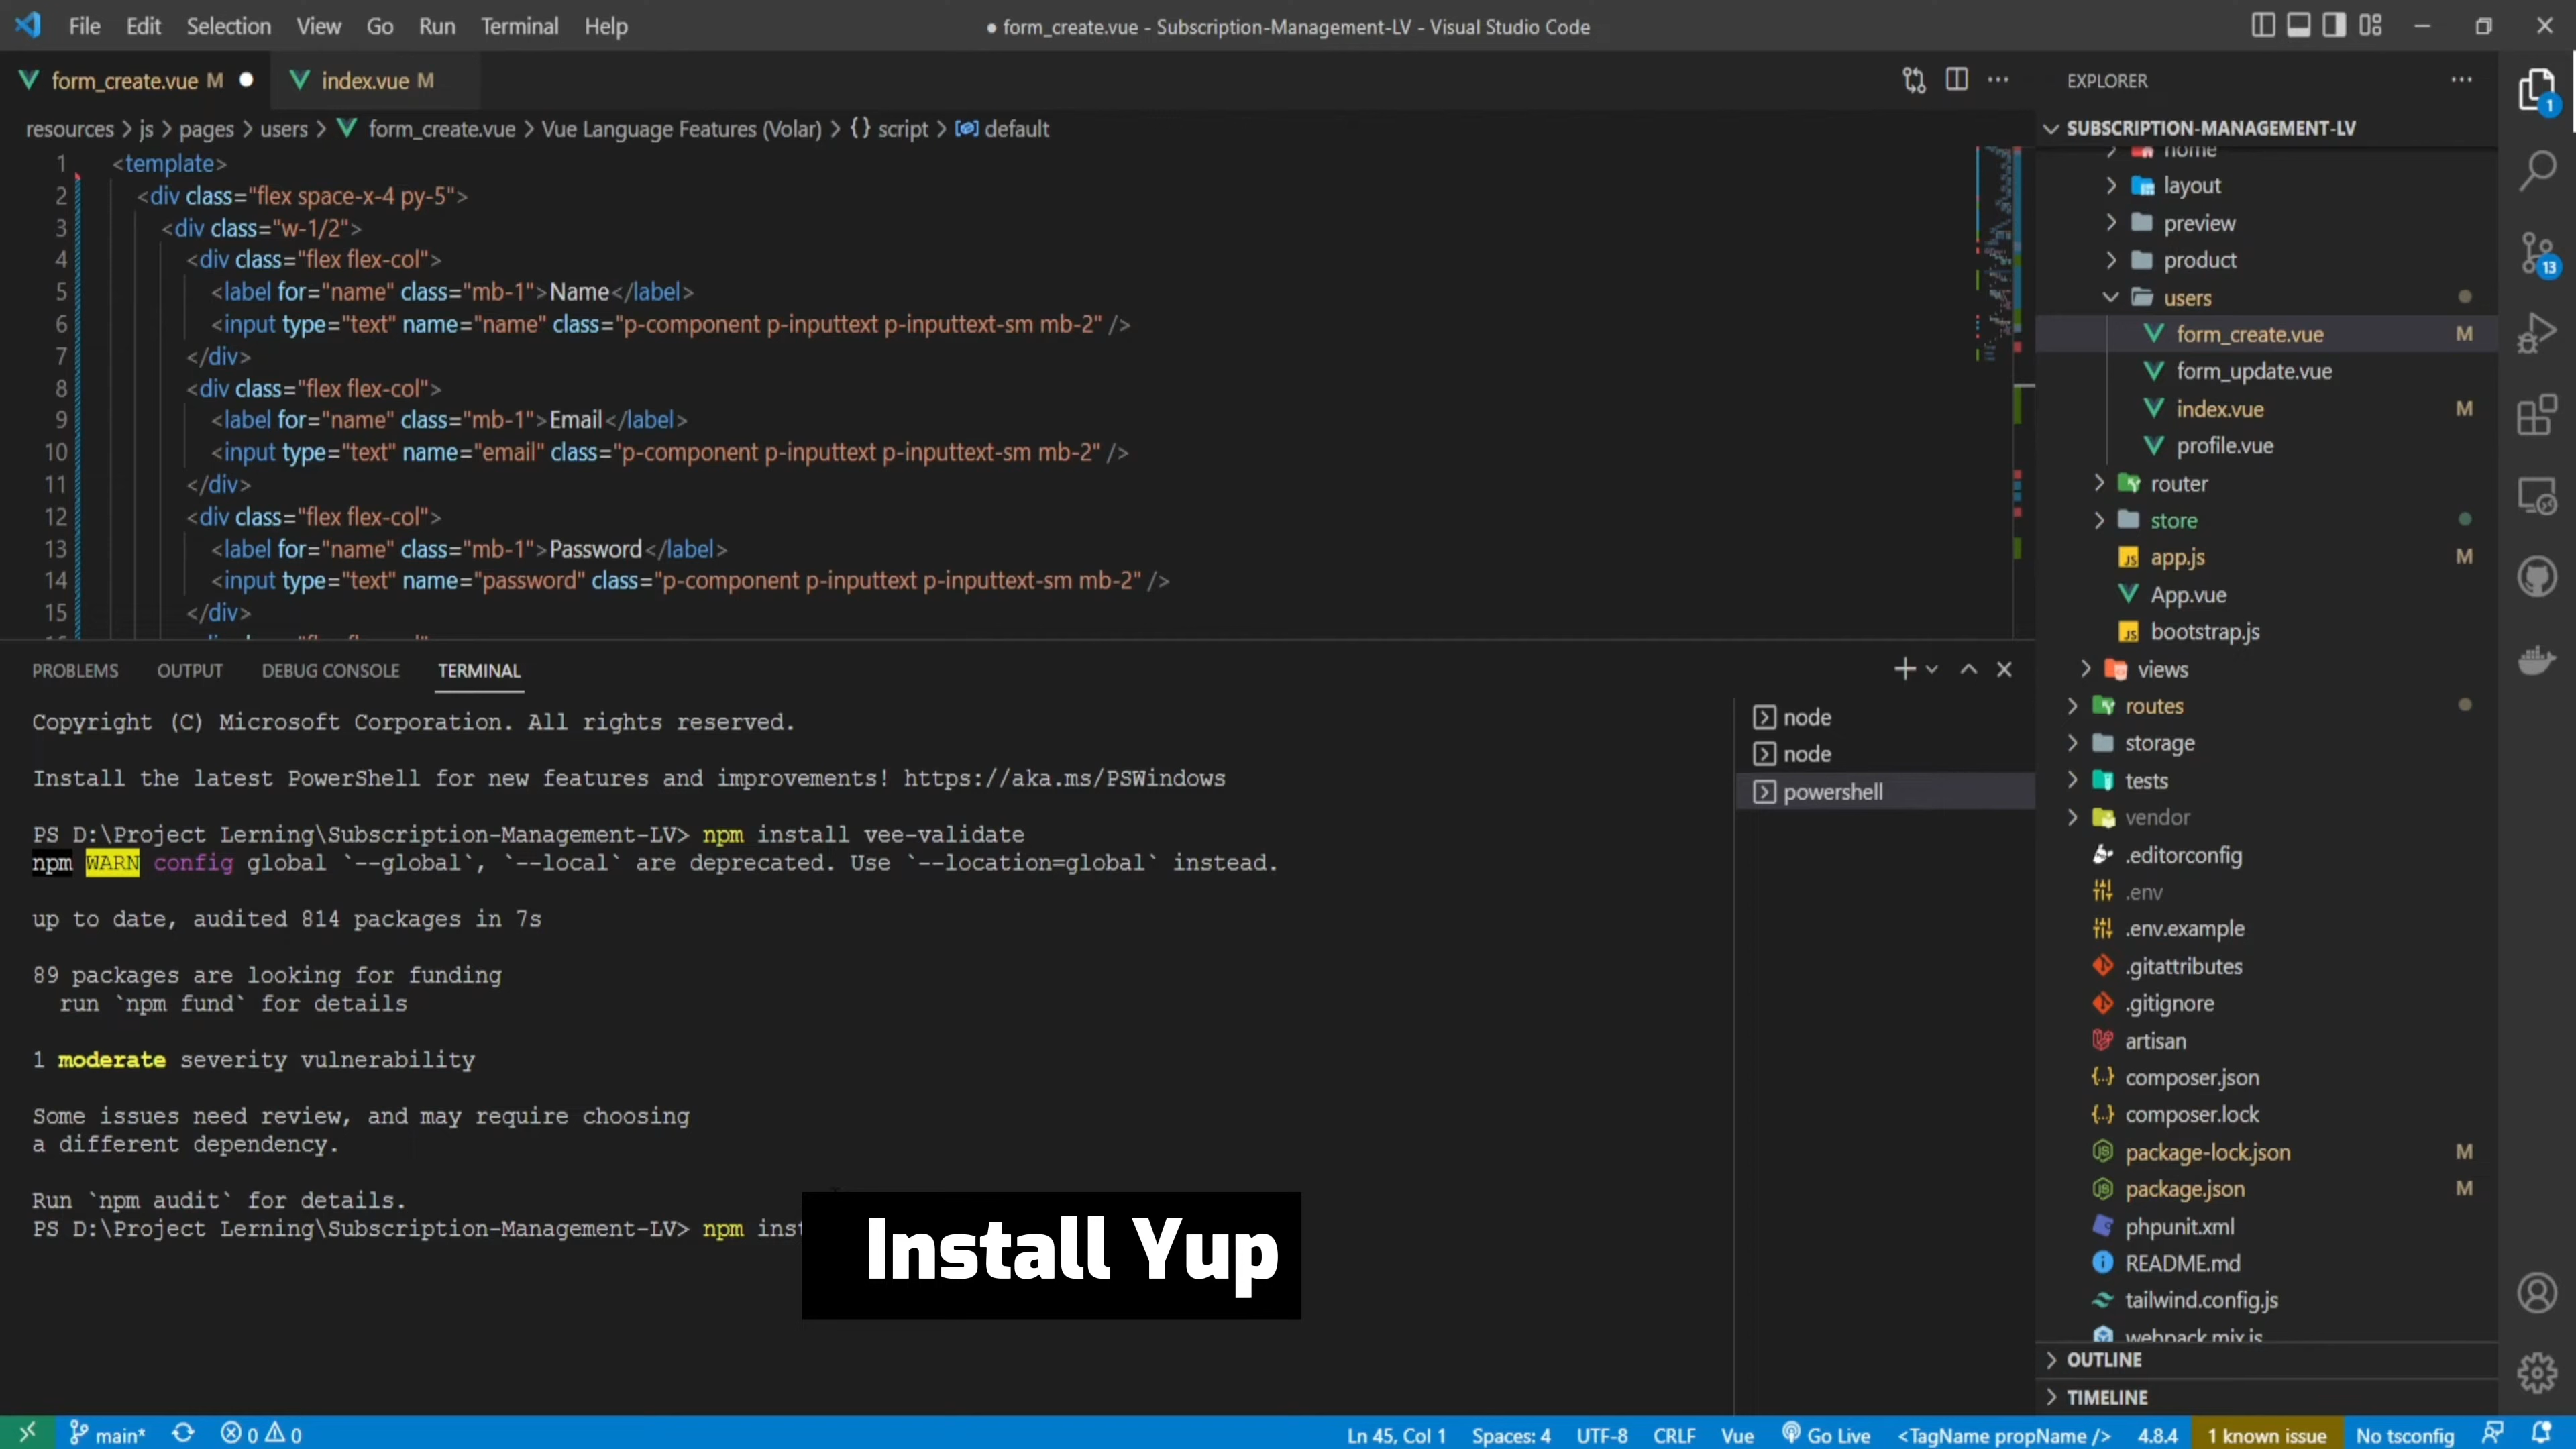 File Edit Selection View Go Run Terminal Help
● form_create.vue - Subscription-Management-LV - Visual Studio Code
form_create.vue M ●
index.vue M
resources > js > pages > users > form_create.vue > Vue Language Features (Volar) > {} script > default
1 <template>
2 <div class="flex space-x-4 py-5">
3 <div class="w-1/2">
4 <div class="flex flex-col">
5 <label for="name" class="mb-1">Name</label>
6 <input type="text" name="name" class="p-component p-inputtext p-inputtext-sm mb-2" />
7 </div>
8 <div class="flex flex-col">
9 <label for="name" class="mb-1">Email</label>
10 <input type="text" name="email" class="p-component p-inputtext p-inputtext-sm mb-2" />
11 </div>
12 <div class="flex flex-col">
13 <label for="name" class="mb-1">Password</label>
14 <input type="text" name="password" class="p-component p-inputtext p-inputtext-sm mb-2" />
15 </div>
PROBLEMS OUTPUT DEBUG CONSOLE TERMINAL
Copyright (C) Microsoft Corporation. All rights reserved.
Install the latest PowerShell for new features and improvements! https://aka.ms/PSWindows
PS D:\Project Lerning\Subscription-Management-LV> npm install vee-validate
npm WARN config global `--global`, `--local` are deprecated. Use `--location=global` instead.
up to date, audited 814 packages in 7s
89 packages are looking for funding
run `npm fund` for details
1 moderate severity vulnerability
Some issues need review, and may require choosing
a different dependency.
Run `npm audit` for details.
PS D:\Project Lerning\Subscription-Management-LV> npm inst
Install Yup
node
node
powershell
EXPLORER
SUBSCRIPTION-MANAGEMENT-LV
home
layout
preview
product
users
form_create.vue M
form_update.vue
index.vue M
profile.vue
router
store
app.js M
App.vue
bootstrap.js
views
routes
storage
tests
vendor
.editorconfig
.env
.env.example
.gitattributes
.gitignore
artisan
composer.json
composer.lock
package-lock.json M
package.json M
phpunit.xml
README.md
tailwind.config.js
webpack.mix.js
OUTLINE
TIMELINE
1
13
main* 0 0
Ln 45, Col 1 Spaces: 4 UTF-8 CRLF Vue Go Live <TagName propName /> 4.8.4 1 known issue No tsconfig